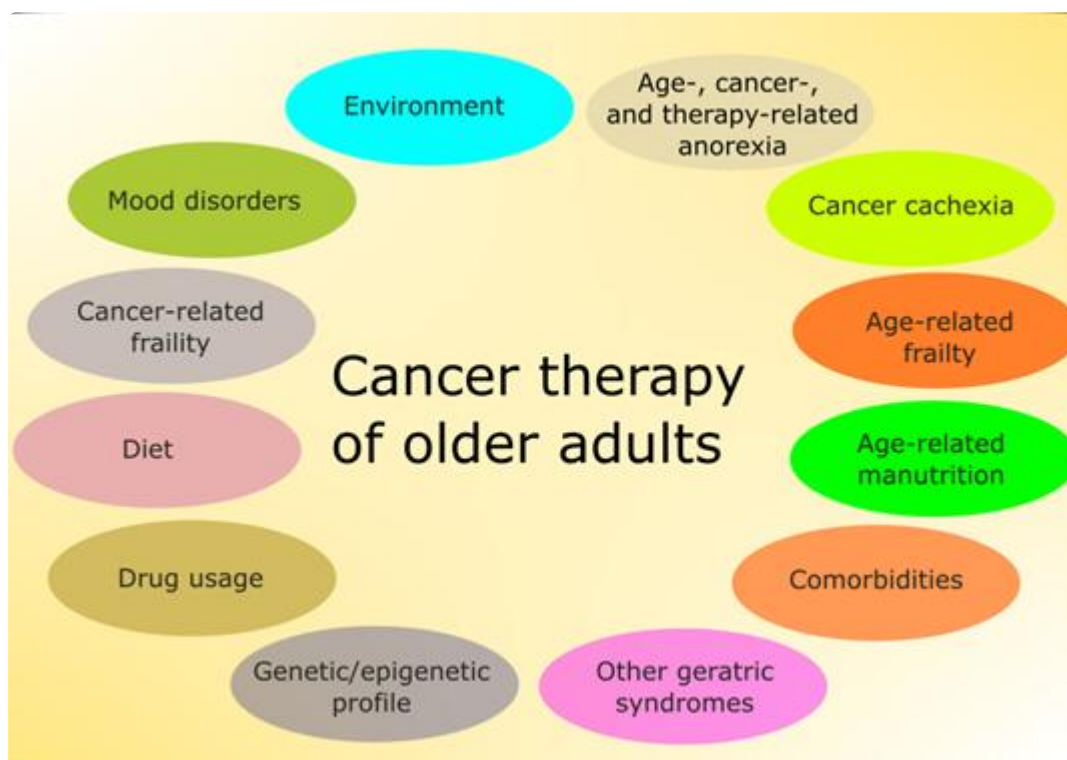 Environment
Age-, cancer-,
and therapy-related
anorexia
Mood disorders
Cancer cachexia
Cancer-related
fraility
Age-related
frailty
Cancer therapy
of older adults
Diet
Age-related
manutrition
Drug usage
Comorbidities
Genetic/epigenetic
profile
Other geratric
syndromes